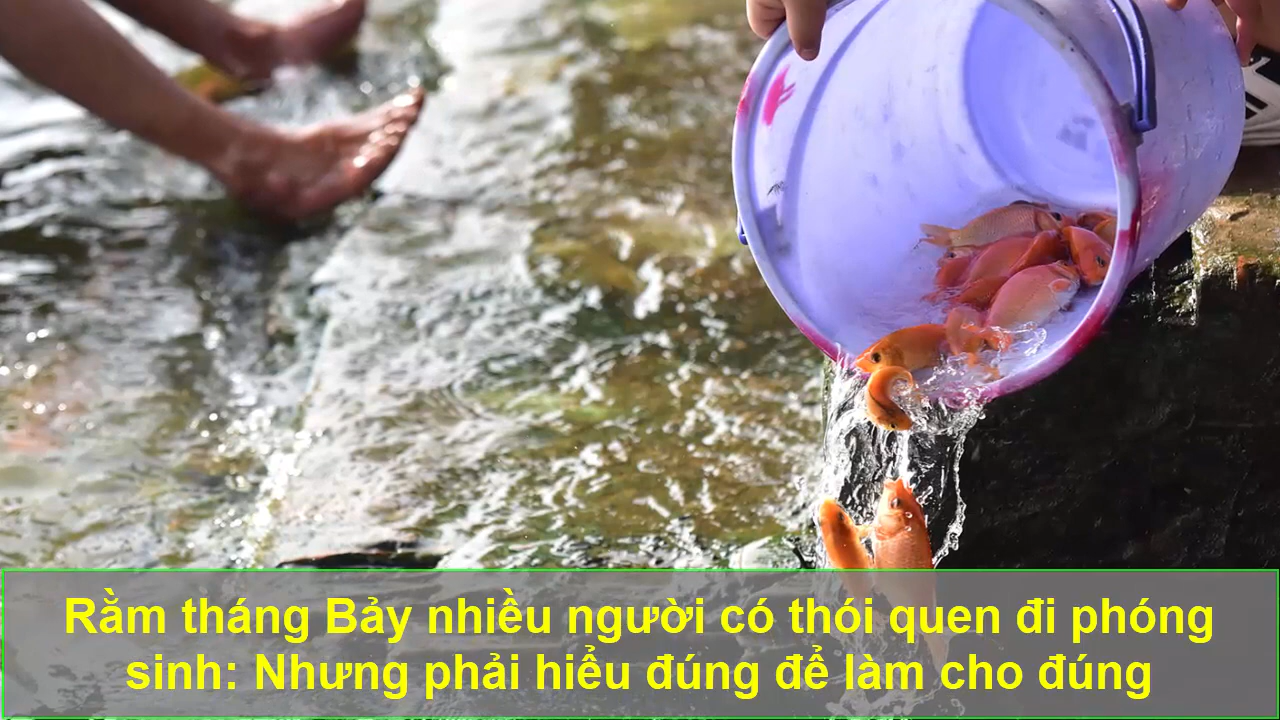 Rằm tháng Bảy nhiều người có thói quen đi phóng
sinh: Nhưng phải hiểu đúng để làm cho đúng